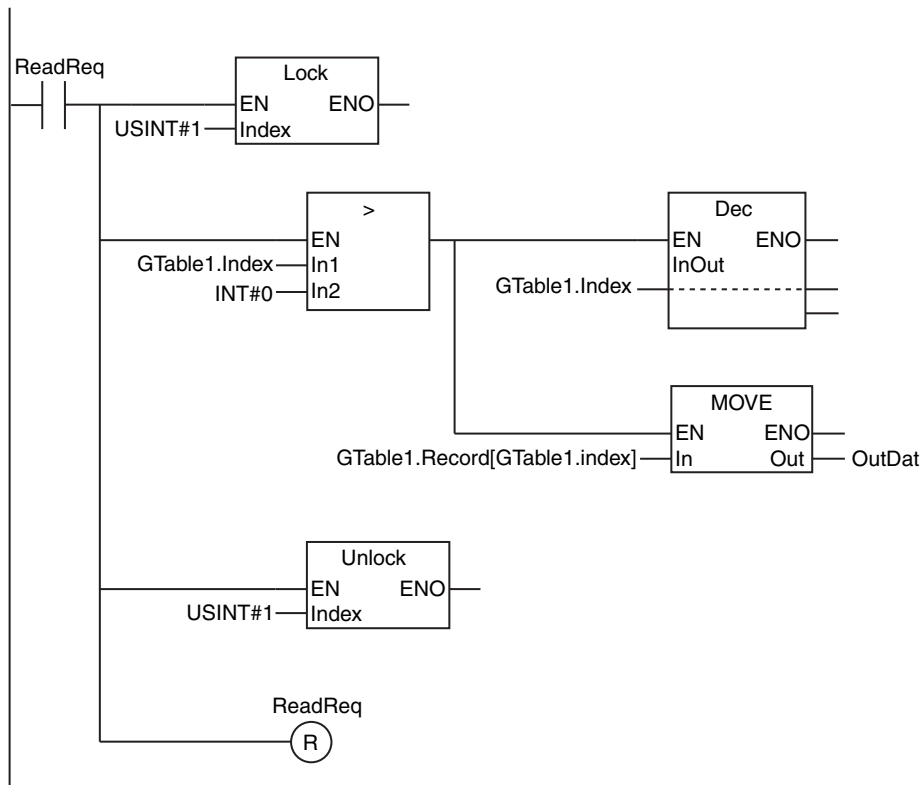 ReadReq
Lock
EN ENO
USINT#1 Index
>
EN
GTable1.Index In1
INT#0 In2
Dec
EN ENO
InOut
GTable1.Index
MOVE
EN ENO
GTable1.Record[GTable1.index] In Out OutDat
Unlock
EN ENO
USINT#1 Index
ReadReq
R